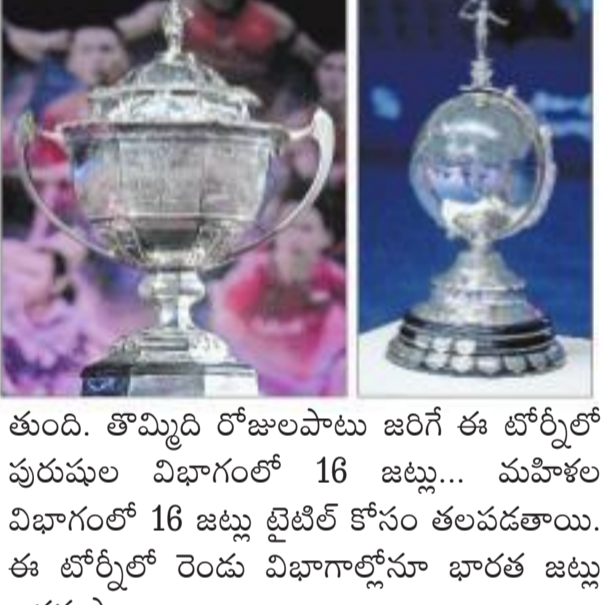 తుంది. తొమ్మిది రోజులపాటు జరిగే ఈ టోర్నీలో
పురుషుల విభాగంలో 16 జట్లు... మహిళల
విభాగంలో 16 జట్లు టైటిల్ కోసం తలపడతాయి.
ఈ టోర్నీలో రెండు విభాగాల్లోనూ భారత జట్లు